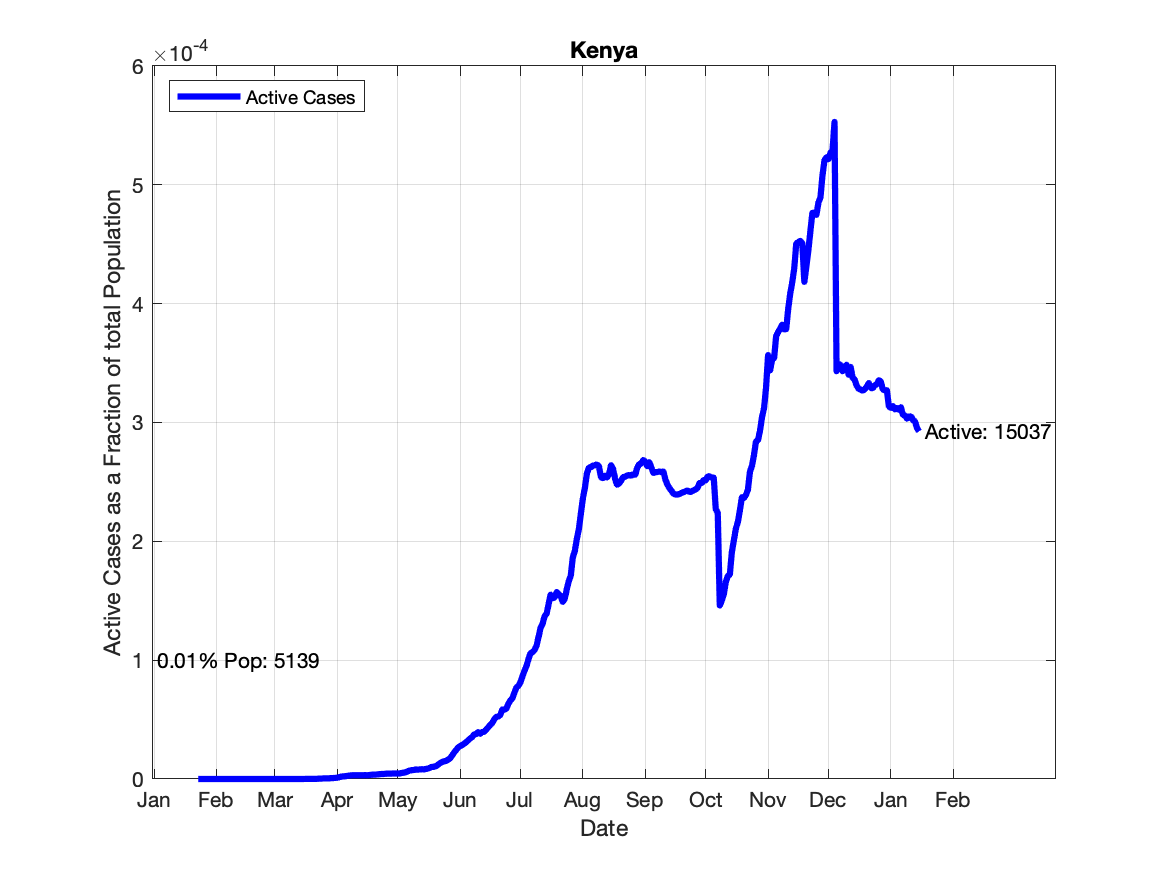 Kenya
×10-4
Active Cases
6
5
4
3
2
1
0
Active Cases as a Fraction of total Population
0.01% Pop: 5139
Active: 15037
Jan Feb Mar Apr May Jun Jul Aug Sep Oct Nov Dec Jan Feb
Date